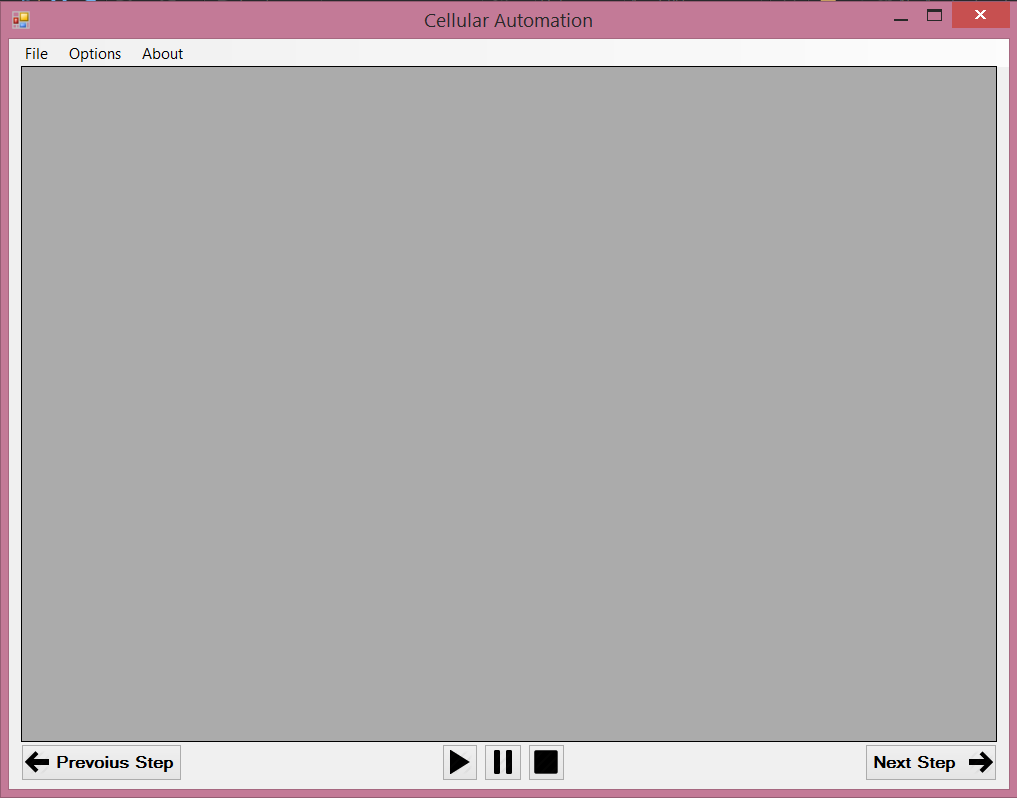 Cellular Automation
File Options About
Prevoius Step Next Step